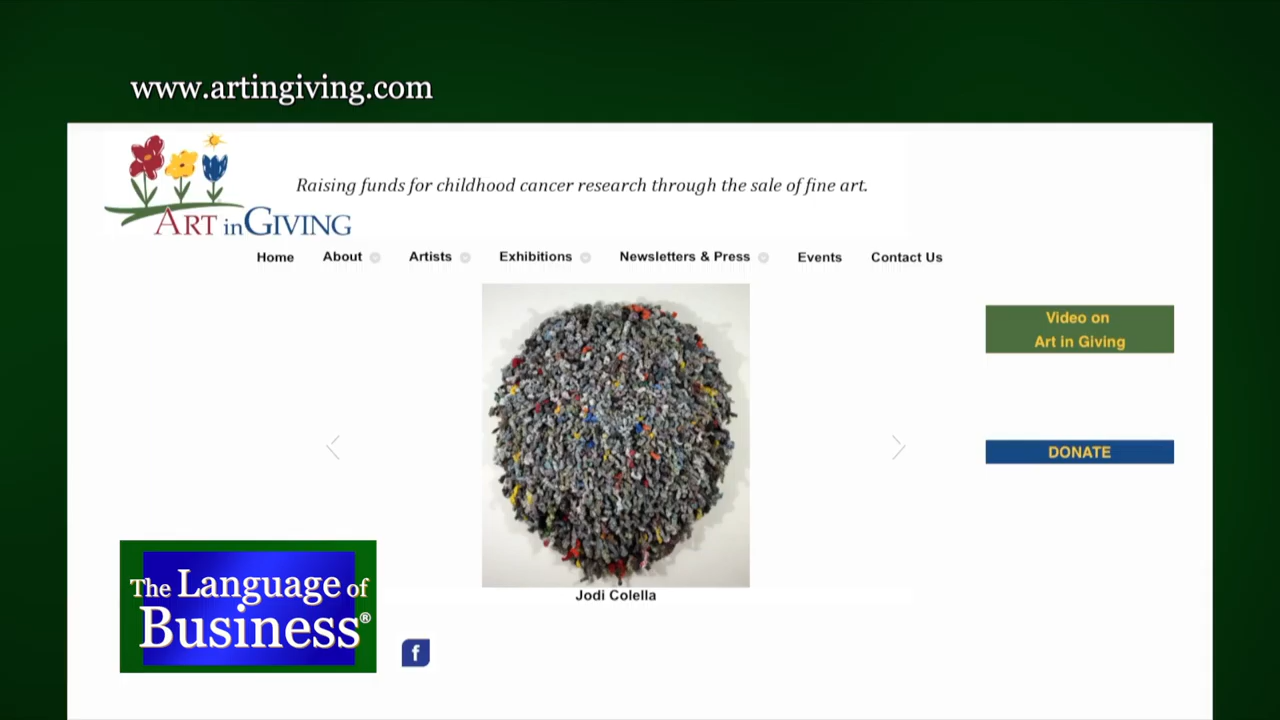 www.artingiving.com
Raising funds for childhood cancer research through the sale of fine art.
ART in GIVING
Home About Artists Exhibitions Newsletters & Press Events Contact Us
Video on
Art in Giving
DONATE
The Language of
Business®
Jodi Colella
f